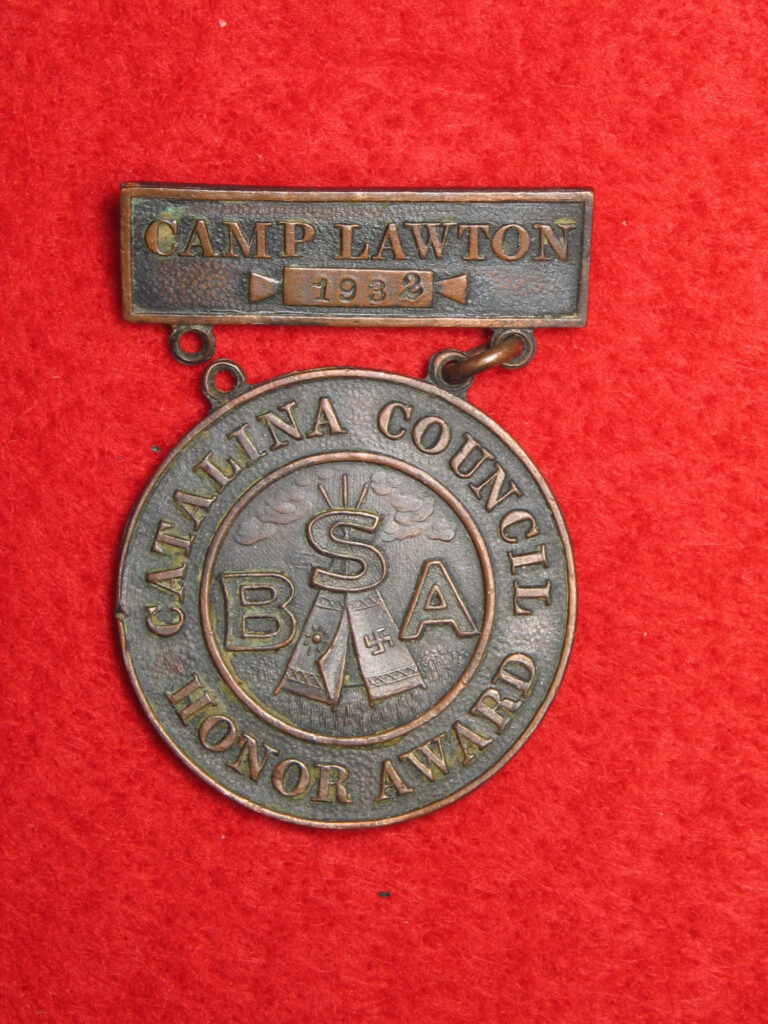 CAMP LAWTON
1932
CATALINA COUNCIL
BSA
HONOR AWARD